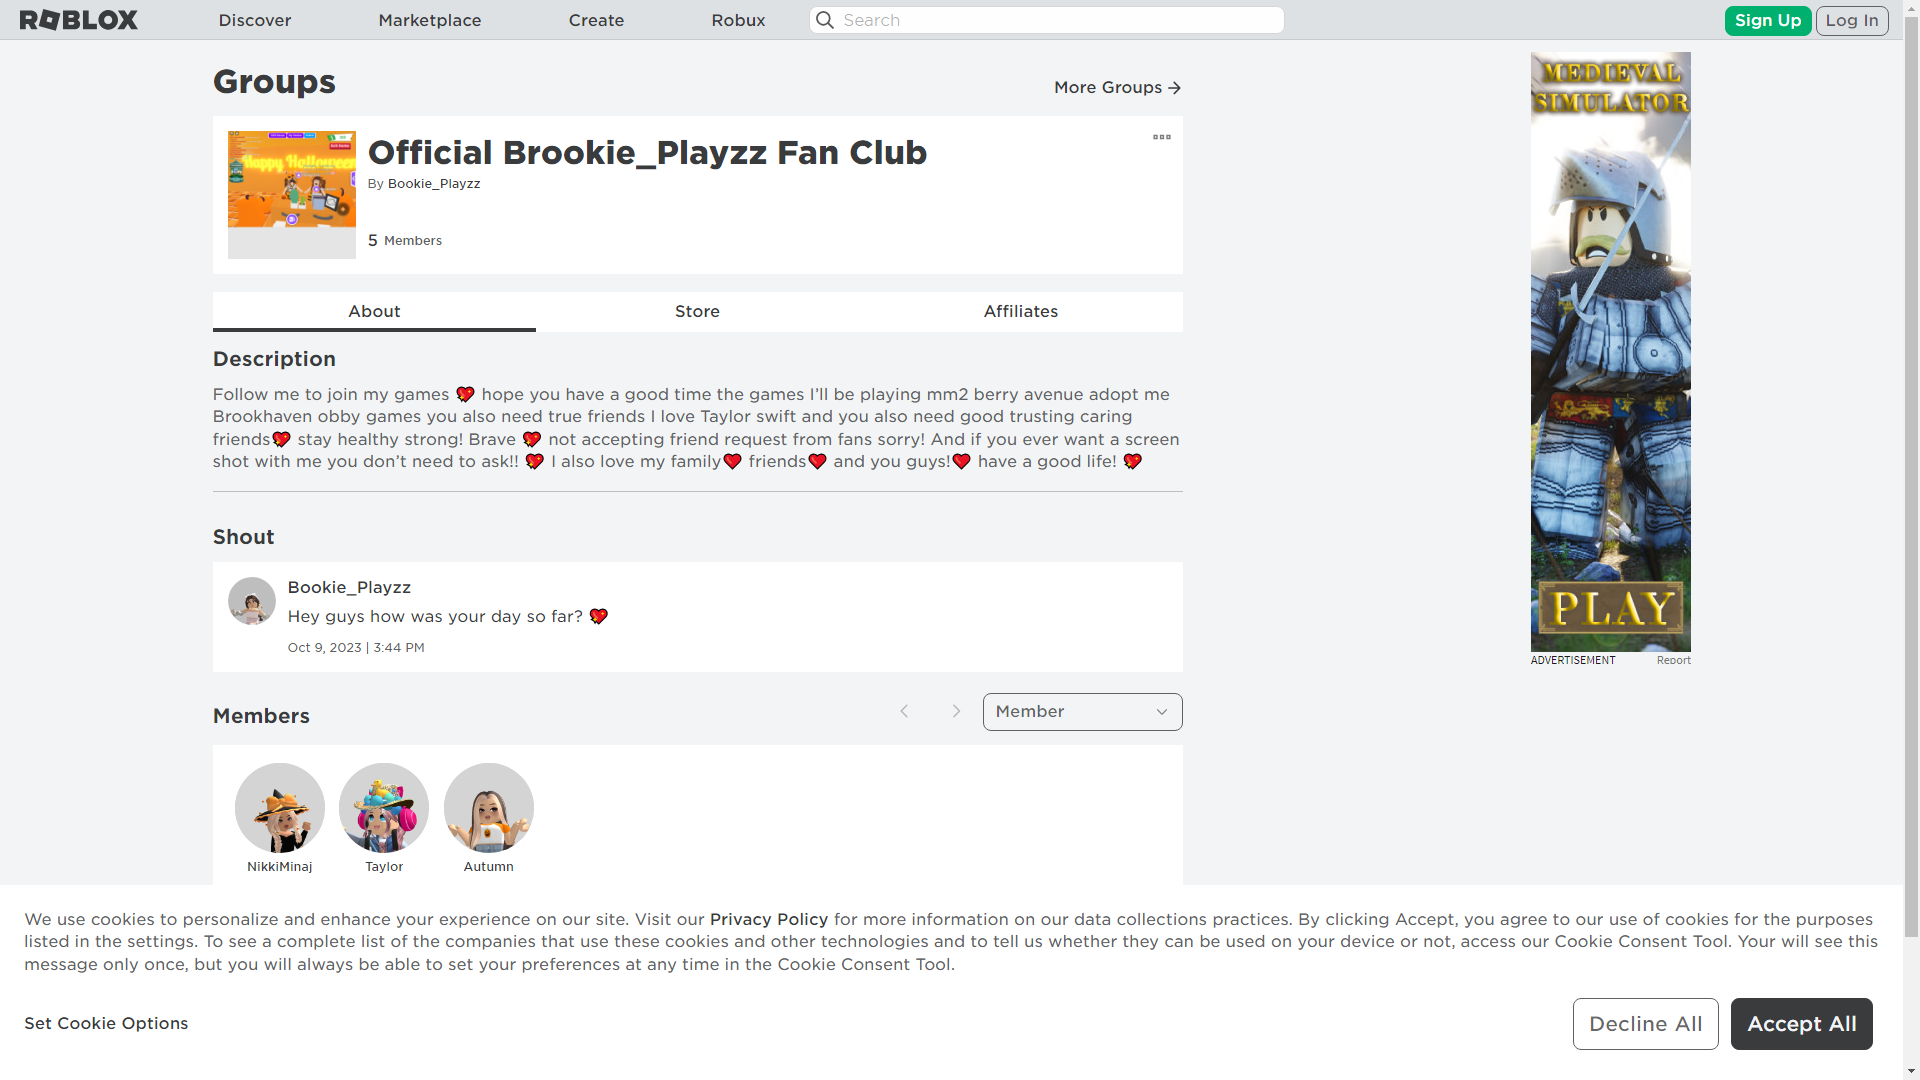 ROBLOX
Discover
Marketplace
Create
Robux
Search
Sign Up
Log In
Groups
More Groups
Happy Halloween
Official Brookie_Playzz Fan Club
By Bookie_Playzz
5 Members
About
Store
Affiliates
Description
Follow me to join my games 💖 hope you have a good time the games I’ll be playing mm2 berry avenue adopt me
Brookhaven obby games you also need true friends I love Taylor swift and you also need good trusting caring
friends💖 stay healthy strong! Brave 💖 not accepting friend request from fans sorry! And if you ever want a screen
shot with me you don’t need to ask!! 💖 I also love my family❤️ friends❤️ and you guys!❤️ have a good life! 💖
Shout
Bookie_Playzz
Hey guys how was your day so far? 💖
Oct 9, 2023 | 3:44 PM
Members
Member
NikkiMinaj
Taylor
Autumn
MEDIEVAL
SIMULATOR
PLAY
ADVERTISEMENT
Report
We use cookies to personalize and enhance your experience on our site. Visit our Privacy Policy for more information on our data collections practices. By clicking Accept, you agree to our use of cookies for the purposes
listed in the settings. To see a complete list of the companies that use these cookies and other technologies and to tell us whether they can be used on your device or not, access our Cookie Consent Tool. Your will see this
message only once, but you will always be able to set your preferences at any time in the Cookie Consent Tool.
Set Cookie Options
Decline All
Accept All